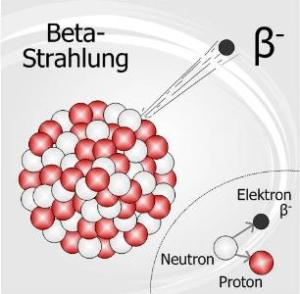 Beta-
Strahlung
β-
Elektron
β-
Neutron
Proton